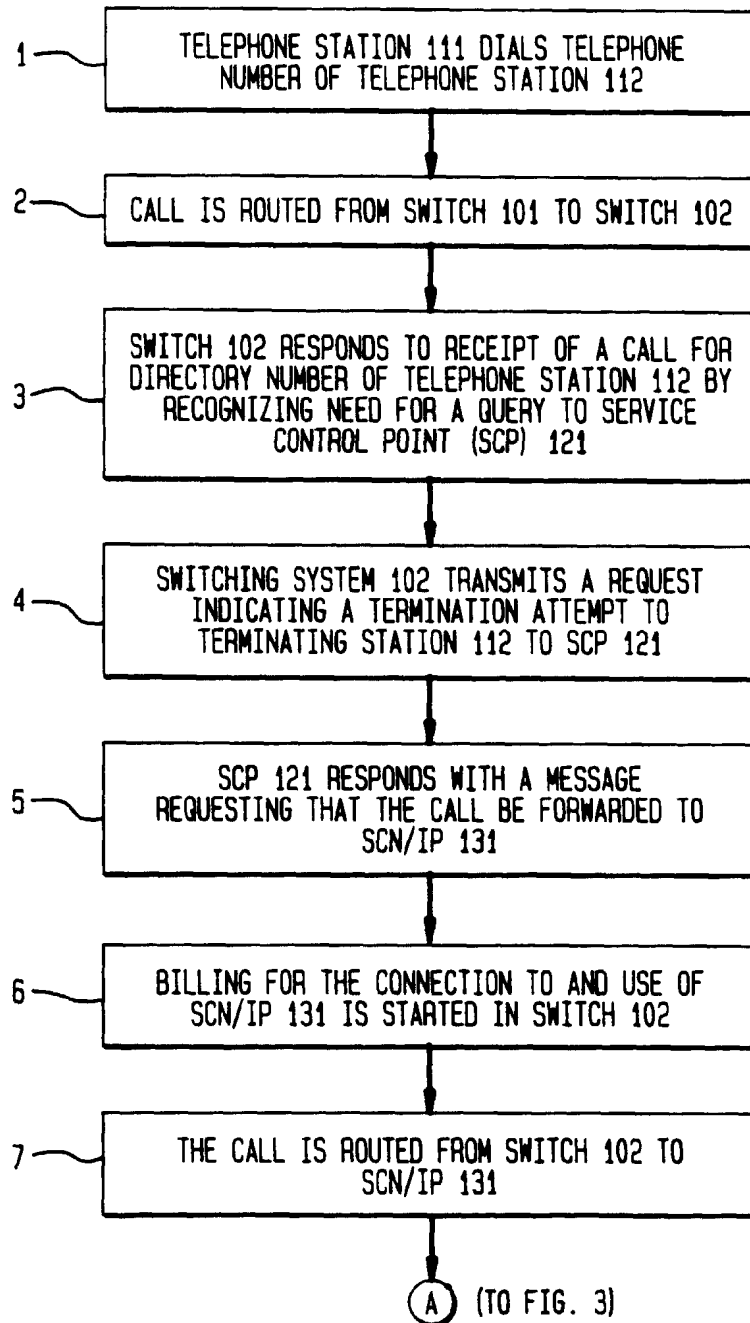 1
TELEPHONE STATION 111 DIALS TELEPHONE
NUMBER OF TELEPHONE STATION 112
2
CALL IS ROUTED FROM SWITCH 101 TO SWITCH 102
3
SWITCH 102 RESPONDS TO RECEIPT OF A CALL FOR
DIRECTORY NUMBER OF TELEPHONE STATION 112 BY
RECOGNIZING NEED FOR A QUERY TO SERVICE
CONTROL POINT (SCP) 121
4
SWITCHING SYSTEM 102 TRANSMITS A REQUEST
INDICATING A TERMINATION ATTEMPT TO
TERMINATING STATION 112 TO SCP 121
5
SCP 121 RESPONDS WITH A MESSAGE
REQUESTING THAT THE CALL BE FORWARDED TO
SCN/IP 131
6
BILLING FOR THE CONNECTION TO AND USE OF
SCN/IP 131 IS STARTED IN SWITCH 102
7
THE CALL IS ROUTED FROM SWITCH 102 TO
SCN/IP 131
A (TO FIG. 3)